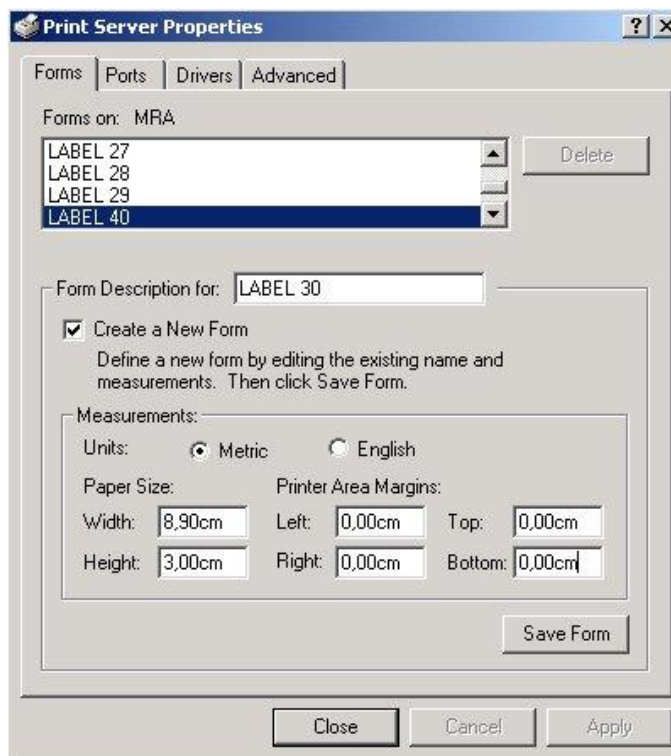 Print Server Properties
Forms Ports Drivers Advanced
Forms on: MRA
LABEL 27
LABEL 28
LABEL 29
LABEL 40
Delete
Form Description for: LABEL 30
Create a New Form
Define a new form by editing the existing name and
measurements. Then click Save Form.
Measurements:
Units: Metric English
Paper Size: Printer Area Margins:
Width: 8,90cm Left: 0,00cm Top: 0,00cm
Height: 3,00cm Right: 0,00cm Bottom: 0,00cm
Save Form
Close Cancel Apply